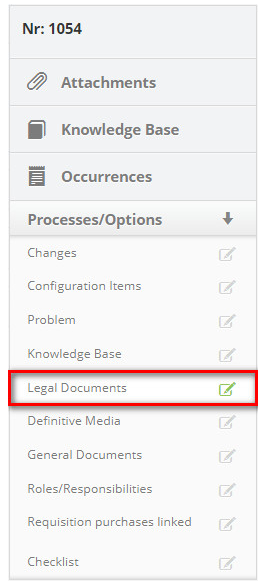 Nr: 1054
Attachments
Knowledge Base
Occurrences
Processes/Options
Changes
Configuration Items
Problem
Knowledge Base
Legal Documents
Definitive Media
General Documents
Roles/Responsibilities
Requisition purchases linked
Checklist